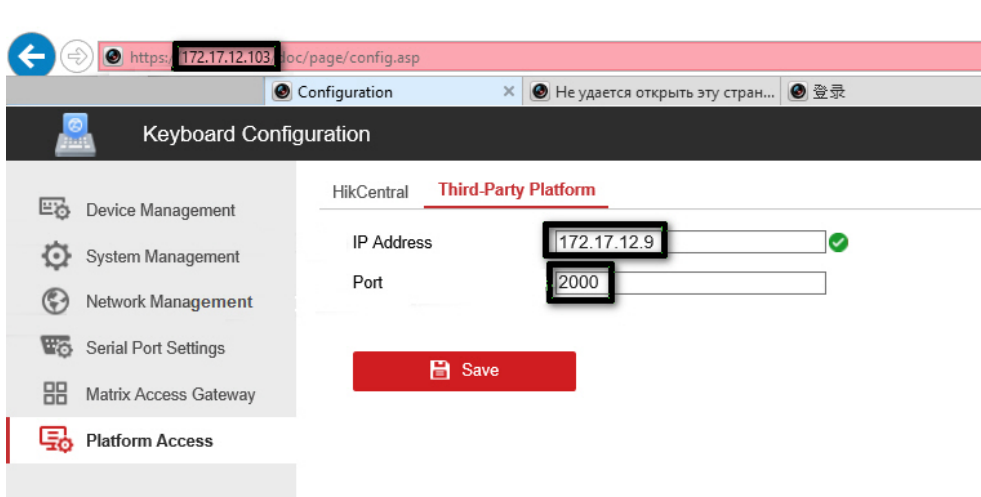 https://172.17.12.103/doc/page/config.asp
Configuration × Не удается открыть эту стран... 登录
Keyboard Configuration
HikCentral Third-Party Platform
Device Management
IP Address 172.17.12.9
System Management
Port 2000
Network Management
Serial Port Settings
Save
Matrix Access Gateway
Platform Access